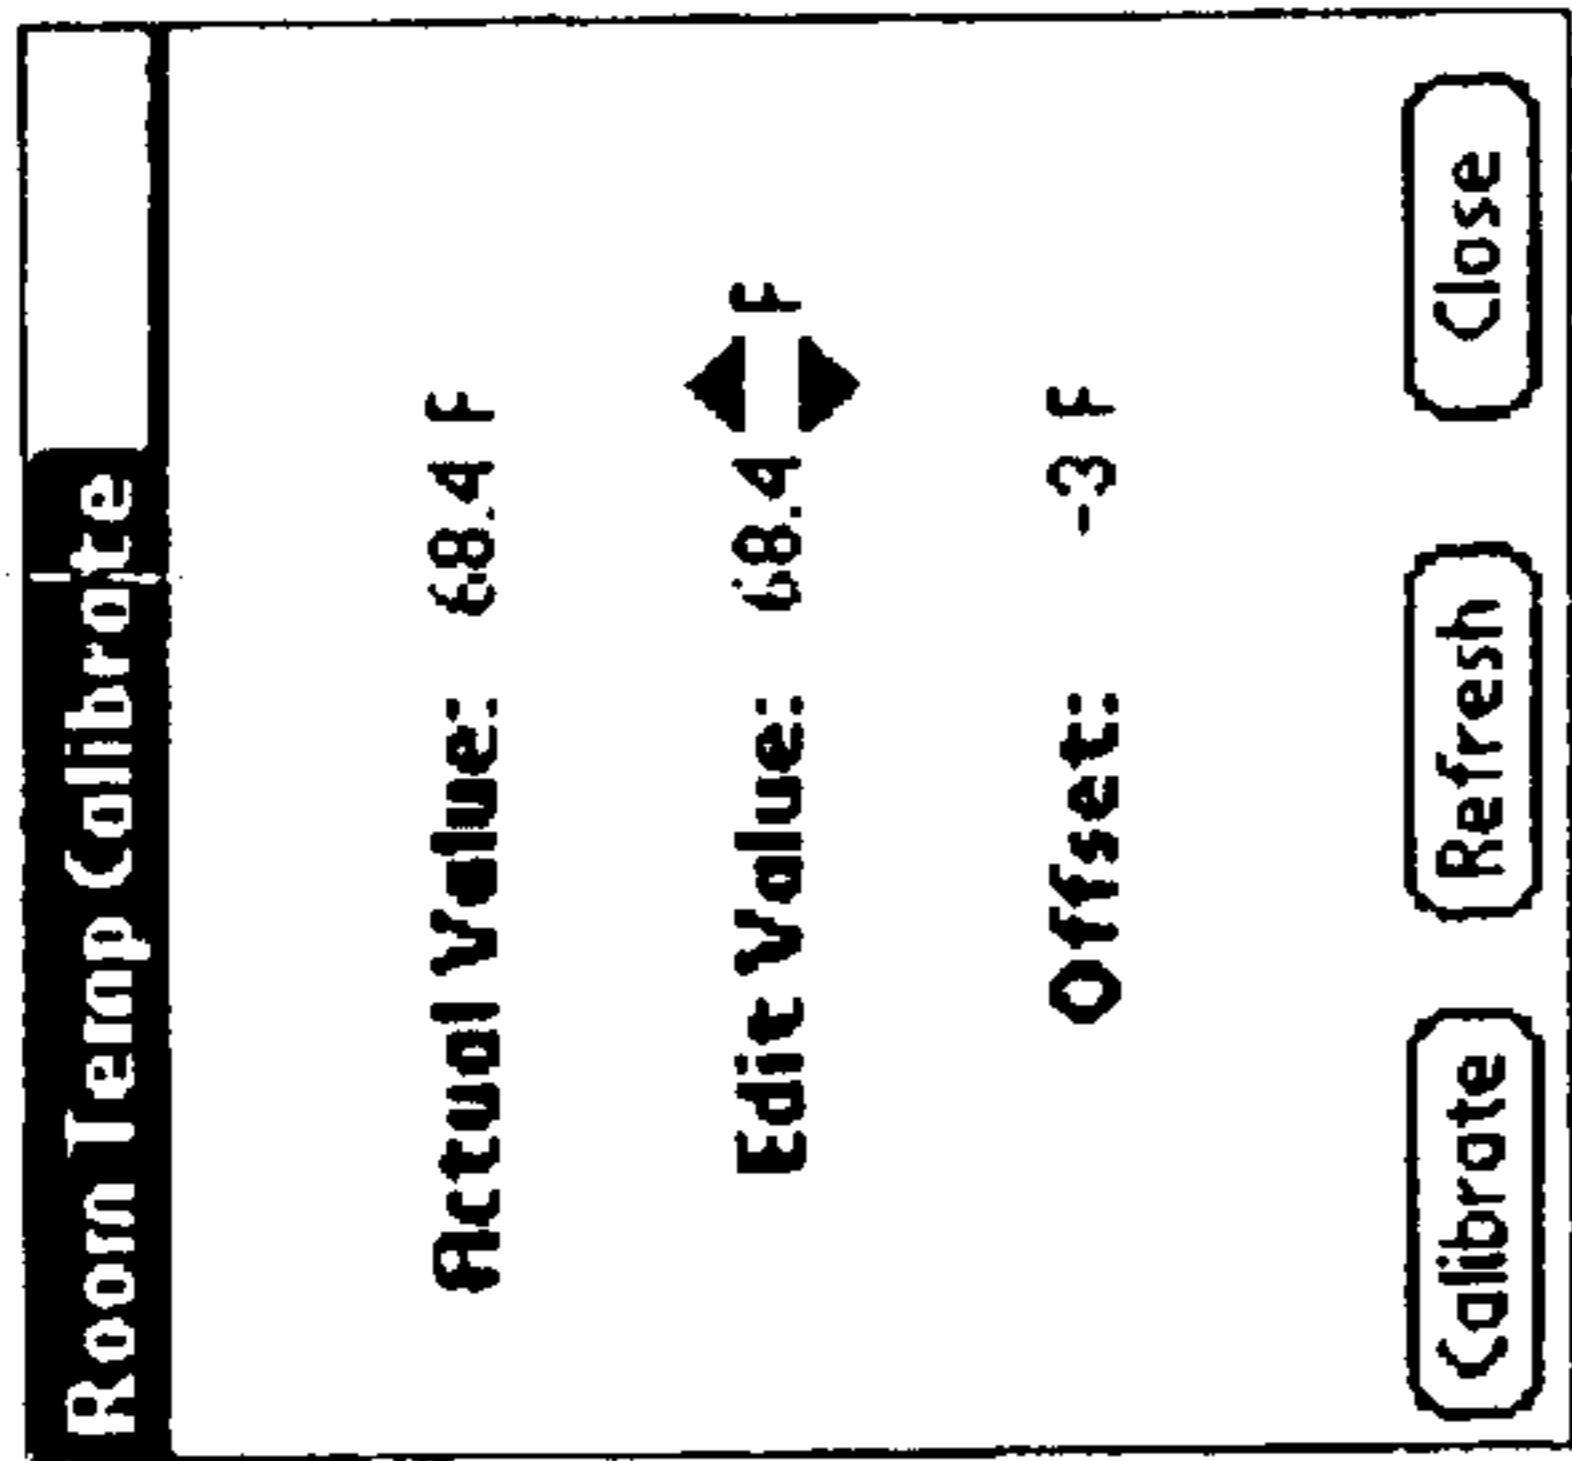 Room Temp Calibrate
Actual Value: 68.4 F
Edit Value: 68.4 F
Offset: -3 F
Calibrate Refresh Close